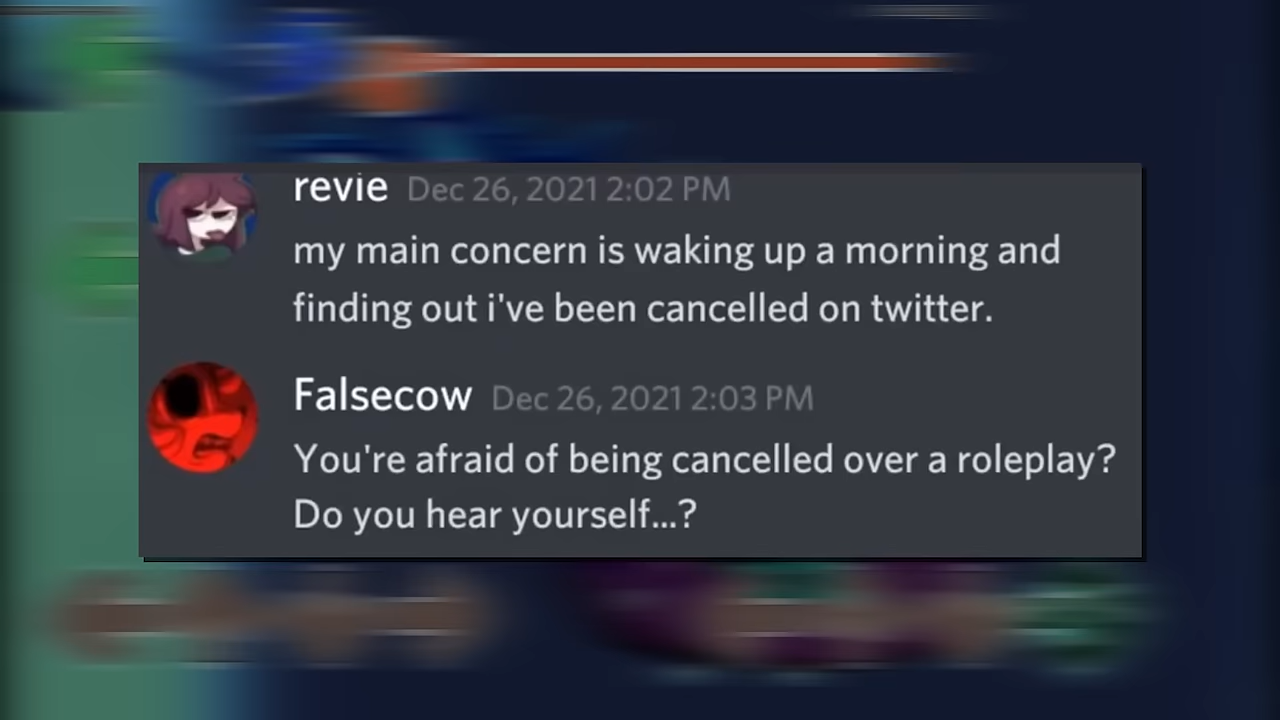 revie Dec 26, 2021 2:02 PM
my main concern is waking up a morning and
finding out i've been cancelled on twitter.
Falsecow Dec 26, 2021 2:03 PM
You're afraid of being cancelled over a roleplay?
Do you hear yourself...?